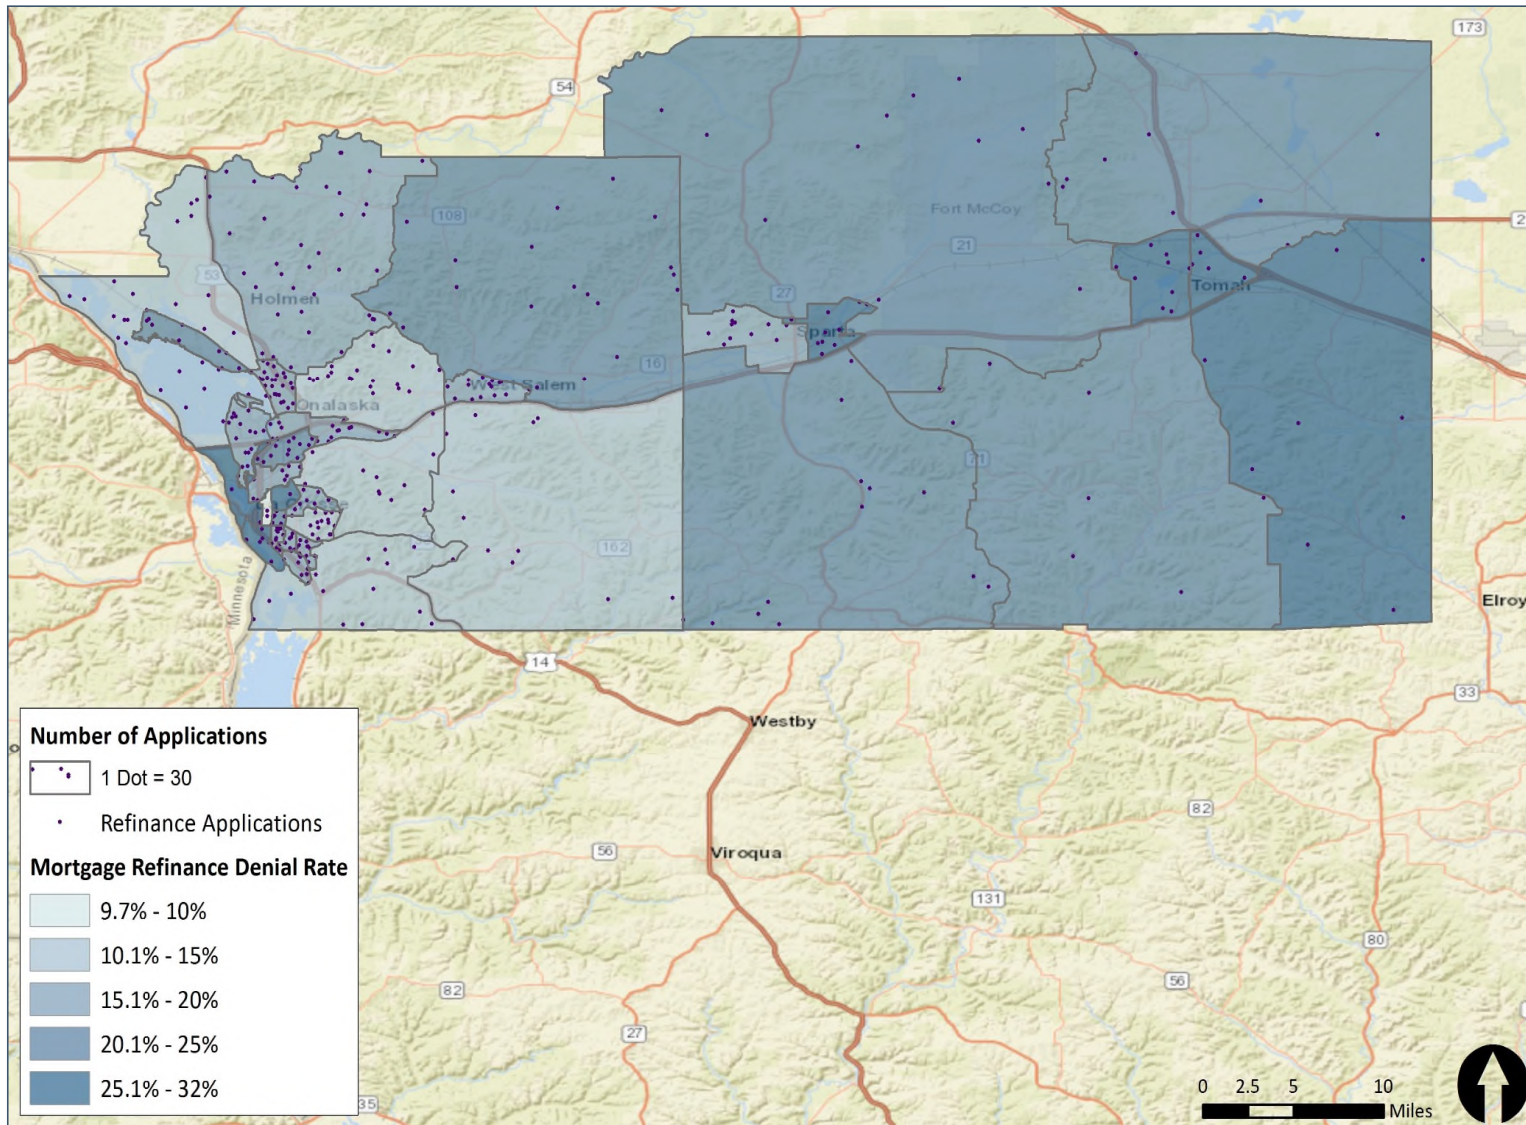 173
54
108
Fort McCoy
2
21
53
Holmen
27
Tomah
Sparta
16
West Salem
Onalaska
71
162
Minnesota
Elroy
14
33
Westby
Number of Applications
1 Dot = 30
Refinance Applications
Mortgage Refinance Denial Rate
9.7% - 10%
10.1% - 15%
15.1% - 20%
20.1% - 25%
25.1% - 32%
82
56
Viroqua
131
80
56
82
27
35
0 2.5 5 10
Miles